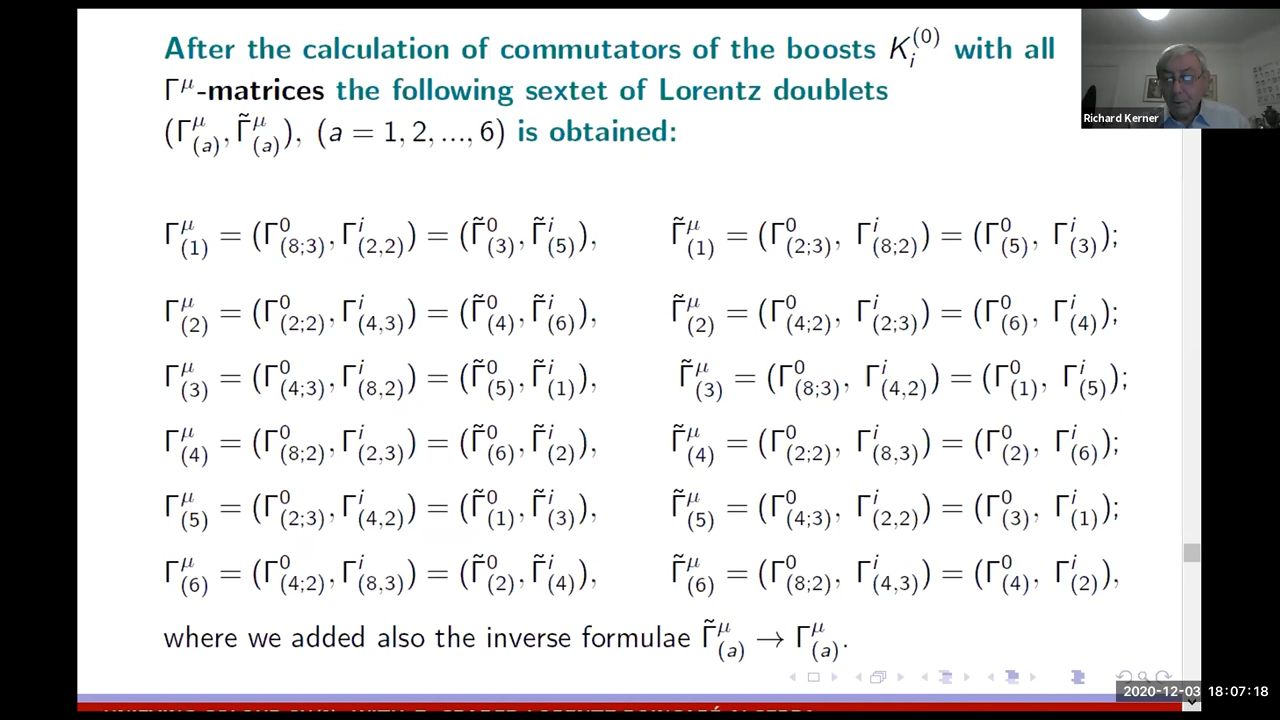 After the calculation of commutators of the boosts K_i^{(0)} with all
Γ^μ-matrices the following sextet of Lorentz doublets
(Γ^μ_{(a)}, Γ̃^μ_{(a)}), (a = 1, 2, ..., 6) is obtained:
Richard Kerner
Γ^μ_{(1)} = (Γ^0_{(8;3)}, Γ^i_{(2,2)}) = (Γ̃^0_{(3)}, Γ̃^i_{(5)}), Γ̃^μ_{(1)} = (Γ^0_{(2;3)}, Γ^i_{(8;2)}) = (Γ^0_{(5)}, Γ^i_{(3)});
Γ^μ_{(2)} = (Γ^0_{(2;2)}, Γ^i_{(4,3)}) = (Γ̃^0_{(4)}, Γ̃^i_{(6)}), Γ̃^μ_{(2)} = (Γ^0_{(4;2)}, Γ^i_{(2;3)}) = (Γ^0_{(6)}, Γ^i_{(4)});
Γ^μ_{(3)} = (Γ^0_{(4;3)}, Γ^i_{(8,2)}) = (Γ̃^0_{(5)}, Γ̃^i_{(1)}), Γ̃^μ_{(3)} = (Γ^0_{(8;3)}, Γ^i_{(4,2)}) = (Γ^0_{(1)}, Γ^i_{(5)});
Γ^μ_{(4)} = (Γ^0_{(8;2)}, Γ^i_{(2,3)}) = (Γ̃^0_{(6)}, Γ̃^i_{(2)}), Γ̃^μ_{(4)} = (Γ^0_{(2;2)}, Γ^i_{(8,3)}) = (Γ^0_{(2)}, Γ^i_{(6)});
Γ^μ_{(5)} = (Γ^0_{(2;3)}, Γ^i_{(4,2)}) = (Γ̃^0_{(1)}, Γ̃^i_{(3)}), Γ̃^μ_{(5)} = (Γ^0_{(4;3)}, Γ^i_{(2,2)}) = (Γ^0_{(3)}, Γ^i_{(1)});
Γ^μ_{(6)} = (Γ^0_{(4;2)}, Γ^i_{(8,3)}) = (Γ̃^0_{(2)}, Γ̃^i_{(4)}), Γ̃^μ_{(6)} = (Γ^0_{(8;2)}, Γ^i_{(4,3)}) = (Γ^0_{(4)}, Γ^i_{(2)}),
where we added also the inverse formulae Γ̃^μ_{(a)} → Γ^μ_{(a)}.
2020-12-03 18:07:18